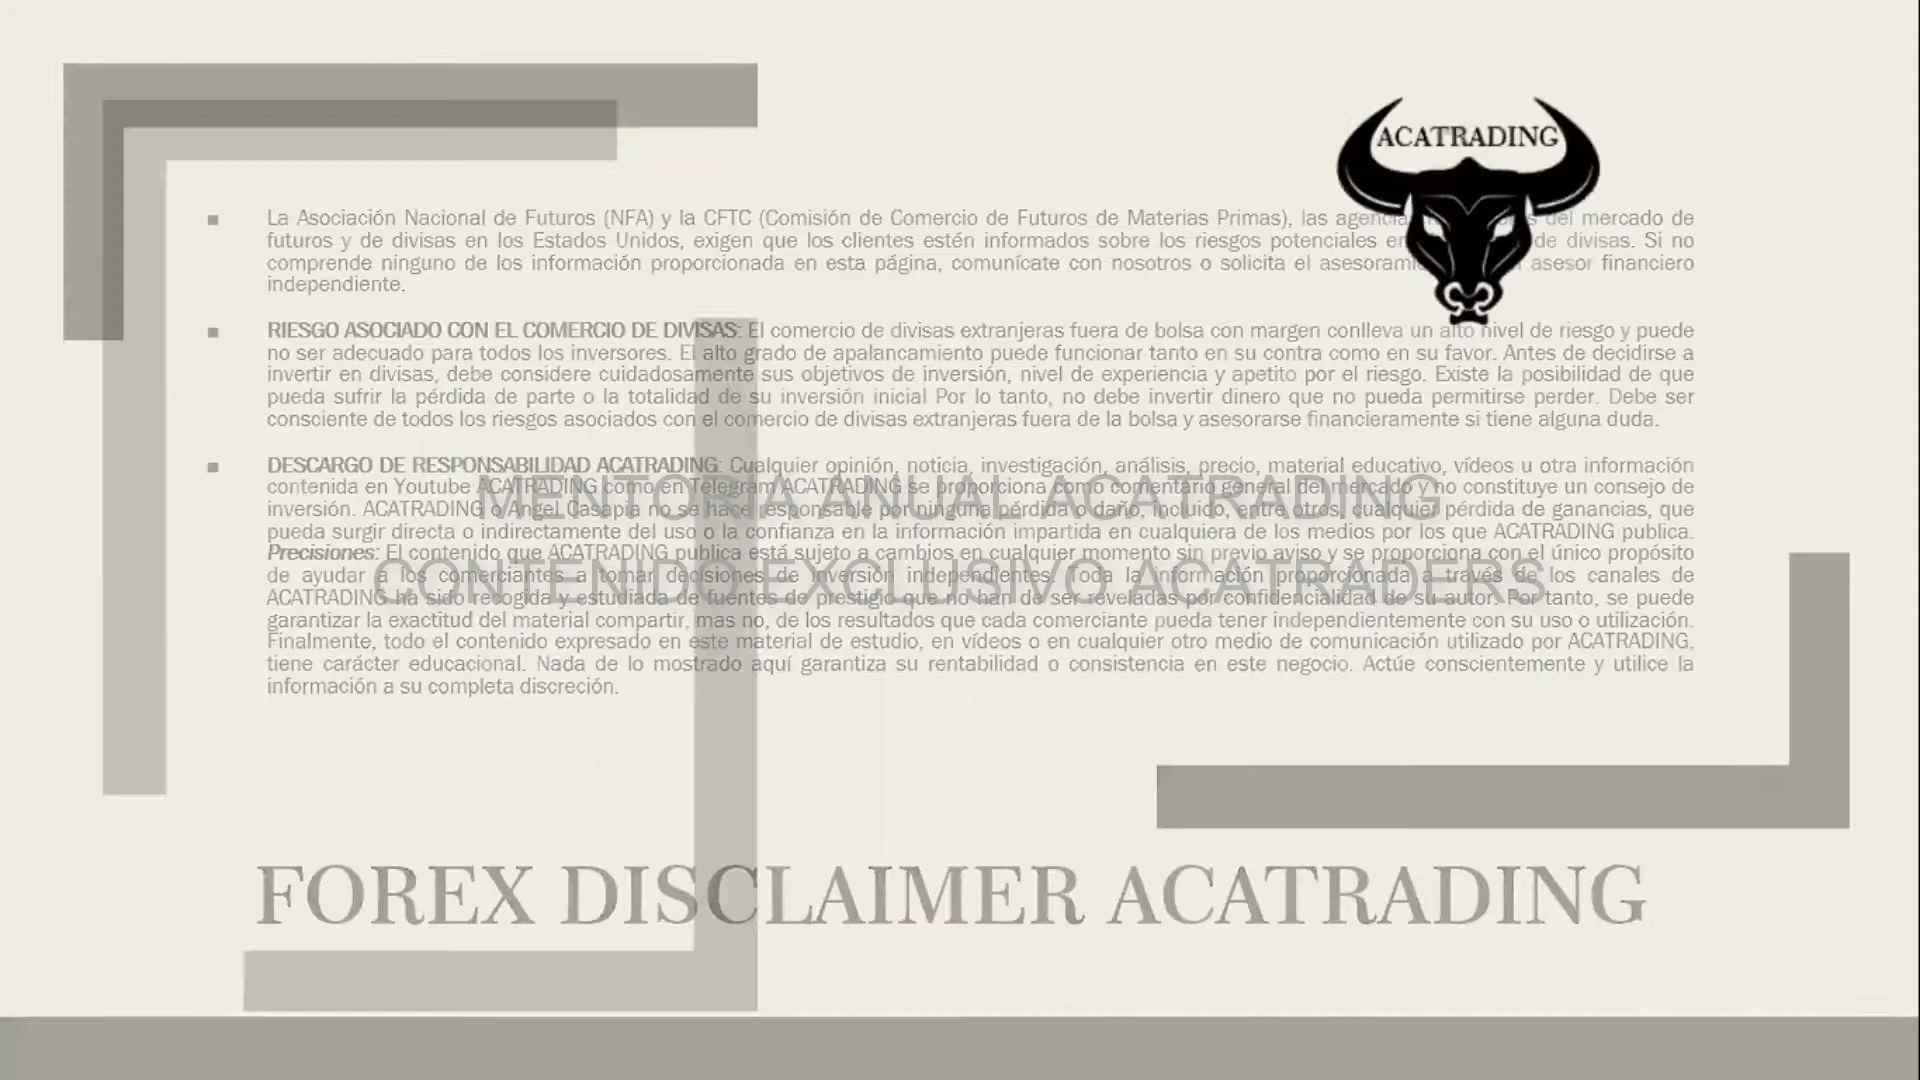 ACATRADING
La Asociación Nacional de Futuros (NFA) y la CFTC (Comisión de Comercio de Futuros de Materias Primas), las del mercado de
futuros y de divisas en los Estados Unidos, exigen que los clientes estén informados sobre los riesgos potenciales de divisas. Si no
comprende ninguno de los información proporcionada en esta página, comunícate con nosotros o solicita el asesor financiero
independiente.
RIESGO ASOCIADO CON EL COMERCIO DE DIVISAS: El comercio de divisas extranjeras fuera de bolsa con margen conlleva un alto nivel de riesgo y puede
no ser adecuado para todos los inversores. El alto grado de apalancamiento puede funcionar tanto en su contra como en su favor. Antes de decidirse a
invertir en divisas, debe considere cuidadosamente sus objetivos de inversión, nivel de experiencia y apetito por el riesgo. Existe la posibilidad de que
pueda sufrir la pérdida de parte o la totalidad de su inversión inicial Por lo tanto, no debe invertir dinero que no pueda permitirse perder. Debe ser
consciente de todos los riesgos asociados con el comercio de divisas extranjeras fuera de la bolsa y asesorarse financieramente si tiene alguna duda.
DESCARGO DE RESPONSABILIDAD ACATRADING: Cualquier opinión, noticia, investigación, análisis, precio, material educativo, vídeos u otra información
contenida en Youtube ACATRADING como en Telegram ACATRADING se proporciona como comentario general del mercado y no constituye un consejo de
inversión. ACATRADING o Angel Casapia no se hace responsable por ninguna pérdida o daño, incluido, entre otros, cualquier pérdida de ganancias, que
pueda surgir directa o indirectamente del uso o la confianza en la información impartida en cualquiera de los medios por los que ACATRADING publica.
Precisiones: El contenido que ACATRADING publica está sujeto a cambios en cualquier momento sin previo aviso y se proporciona con el único propósito
de ayudar a los comerciantes a tomar decisiones de inversión independientes. Toda la información proporcionada a través de los canales de
ACATRADING ha sido recogida y estudiada de fuentes de prestigio que no han de ser reveladas por confidencialidad de su autor. Por tanto, se puede
garantizar la exactitud del material compartir, mas no, de los resultados que cada comerciante pueda tener independientemente con su uso o utilización.
Finalmente, todo el contenido expresado en este material de estudio, en vídeos o en cualquier otro medio de comunicación utilizado por ACATRADING,
tiene carácter educacional. Nada de lo mostrado aquí garantiza su rentabilidad o consistencia en este negocio. Actúe conscientemente y utilice la
información a su completa discreción.
MENTORIA ANUAL ACATRADING
CONTENIDO EXCLUSIVO ACATRADERS
FOREX DISCLAIMER ACATRADING